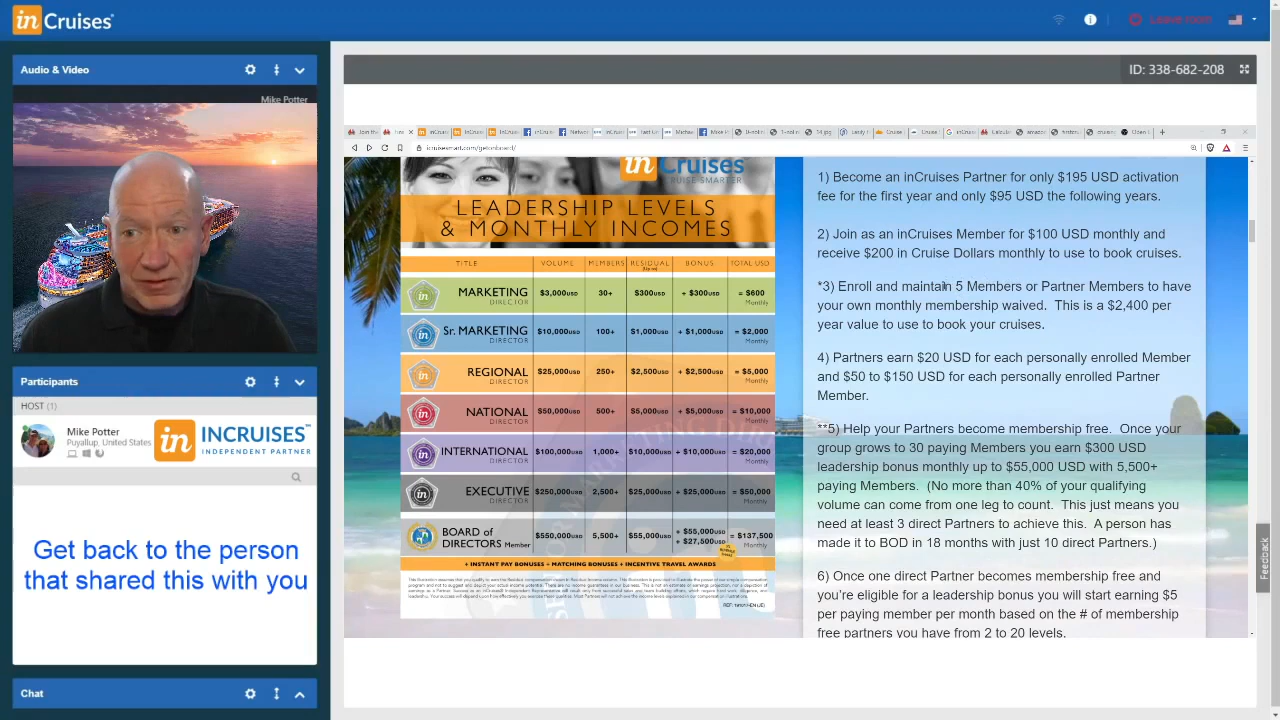 in Cruises®
Leave room
Audio & Video
Mike Potter
Participants
HOST (1)
Mike Potter
Puyallup, United States
in INCRUISES™
INDEPENDENT PARTNER
Get back to the person
that shared this with you
Chat
ID: 338-682-208
icruisesmart.com/getonboard/
in Cruises
CRUISE SMARTER
LEADERSHIP LEVELS
& MONTHLY INCOMES
TITLE VOLUME MEMBERS RESIDUAL (Up to) BONUS TOTAL USD
MARKETING DIRECTOR $3,000USD 30+ $300USD + $300USD = $600 Monthly
Sr. MARKETING DIRECTOR $10,000USD 100+ $1,000USD + $1,000USD = $2,000 Monthly
REGIONAL DIRECTOR $25,000USD 250+ $2,500USD + $2,500USD = $5,000 Monthly
NATIONAL DIRECTOR $50,000USD 500+ $5,000USD + $5,000USD = $10,000 Monthly
INTERNATIONAL DIRECTOR $100,000USD 1,000+ $10,000USD + $10,000USD = $20,000 Monthly
EXECUTIVE DIRECTOR $250,000USD 2,500+ $25,000USD + $25,000USD = $50,000 Monthly
BOARD of DIRECTORS Member $550,000USD 5,500+ $55,000USD + $55,000USD + $27,500USD = $137,500 Monthly
+ INSTANT PAY BONUSES + MATCHING BONUSES + INCENTIVE TRAVEL AWARDS
1) Become an inCruises Partner for only $195 USD activation
fee for the first year and only $95 USD the following years.
2) Join as an inCruises Member for $100 USD monthly and
receive $200 in Cruise Dollars monthly to use to book cruises.
*3) Enroll and maintain 5 Members or Partner Members to have
your own monthly membership waived. This is a $2,400 per
year value to use to book your cruises.
4) Partners earn $20 USD for each personally enrolled Member
and $50 to $150 USD for each personally enrolled Partner
Member.
**5) Help your Partners become membership free. Once your
group grows to 30 paying Members you earn $300 USD
leadership bonus monthly up to $55,000 USD with 5,500+
paying Members. (No more than 40% of your qualifying
volume can come from one leg to count. This just means you
need at least 3 direct Partners to achieve this. A person has
made it to BOD in 18 months with just 10 direct Partners.)
6) Once one direct Partner becomes membership free and
you're eligible for a leadership bonus you will start earning $5
per paying member per month based on the # of membership
free partners you have from 2 to 20 levels.
Feedback